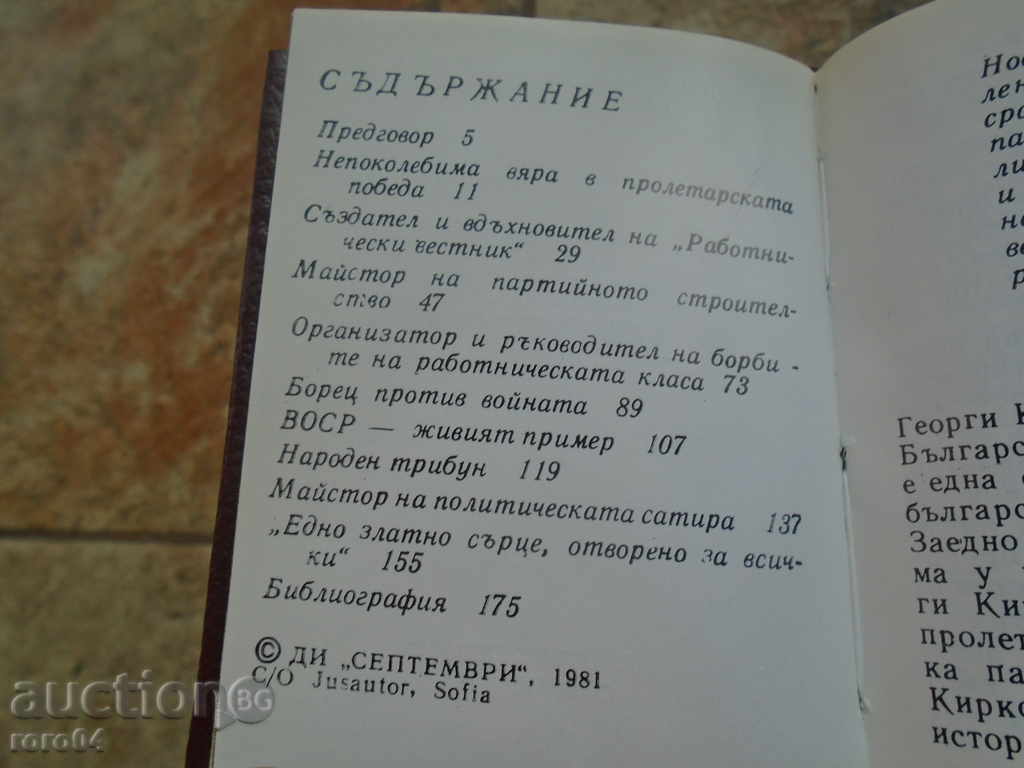 СЪДЪРЖАНИЕ
Предговор 5
Непоколебима вяра в пролетарската
победа 11
Създател и вдъхновител на „Работни-
чески вестник“ 29
Майстор на партийното строител-
ство 47
Организатор и ръководител на борби-
те на работническата класа 73
Борец против войната 89
ВОСР — живият пример 107
Народен трибун 119
Майстор на политическата сатира 137
„Едно златно сърце, отворено за всич-
ки“ 155
Библиография 175
© ДИ „СЕПТЕМВРИ“, 1981
C/O Jusautor, Sofia
Георги
Българс
е една
българс
Заедно
ма у
ги Кир
пролет
ка па
Кирко
истор
auction BG
roro04